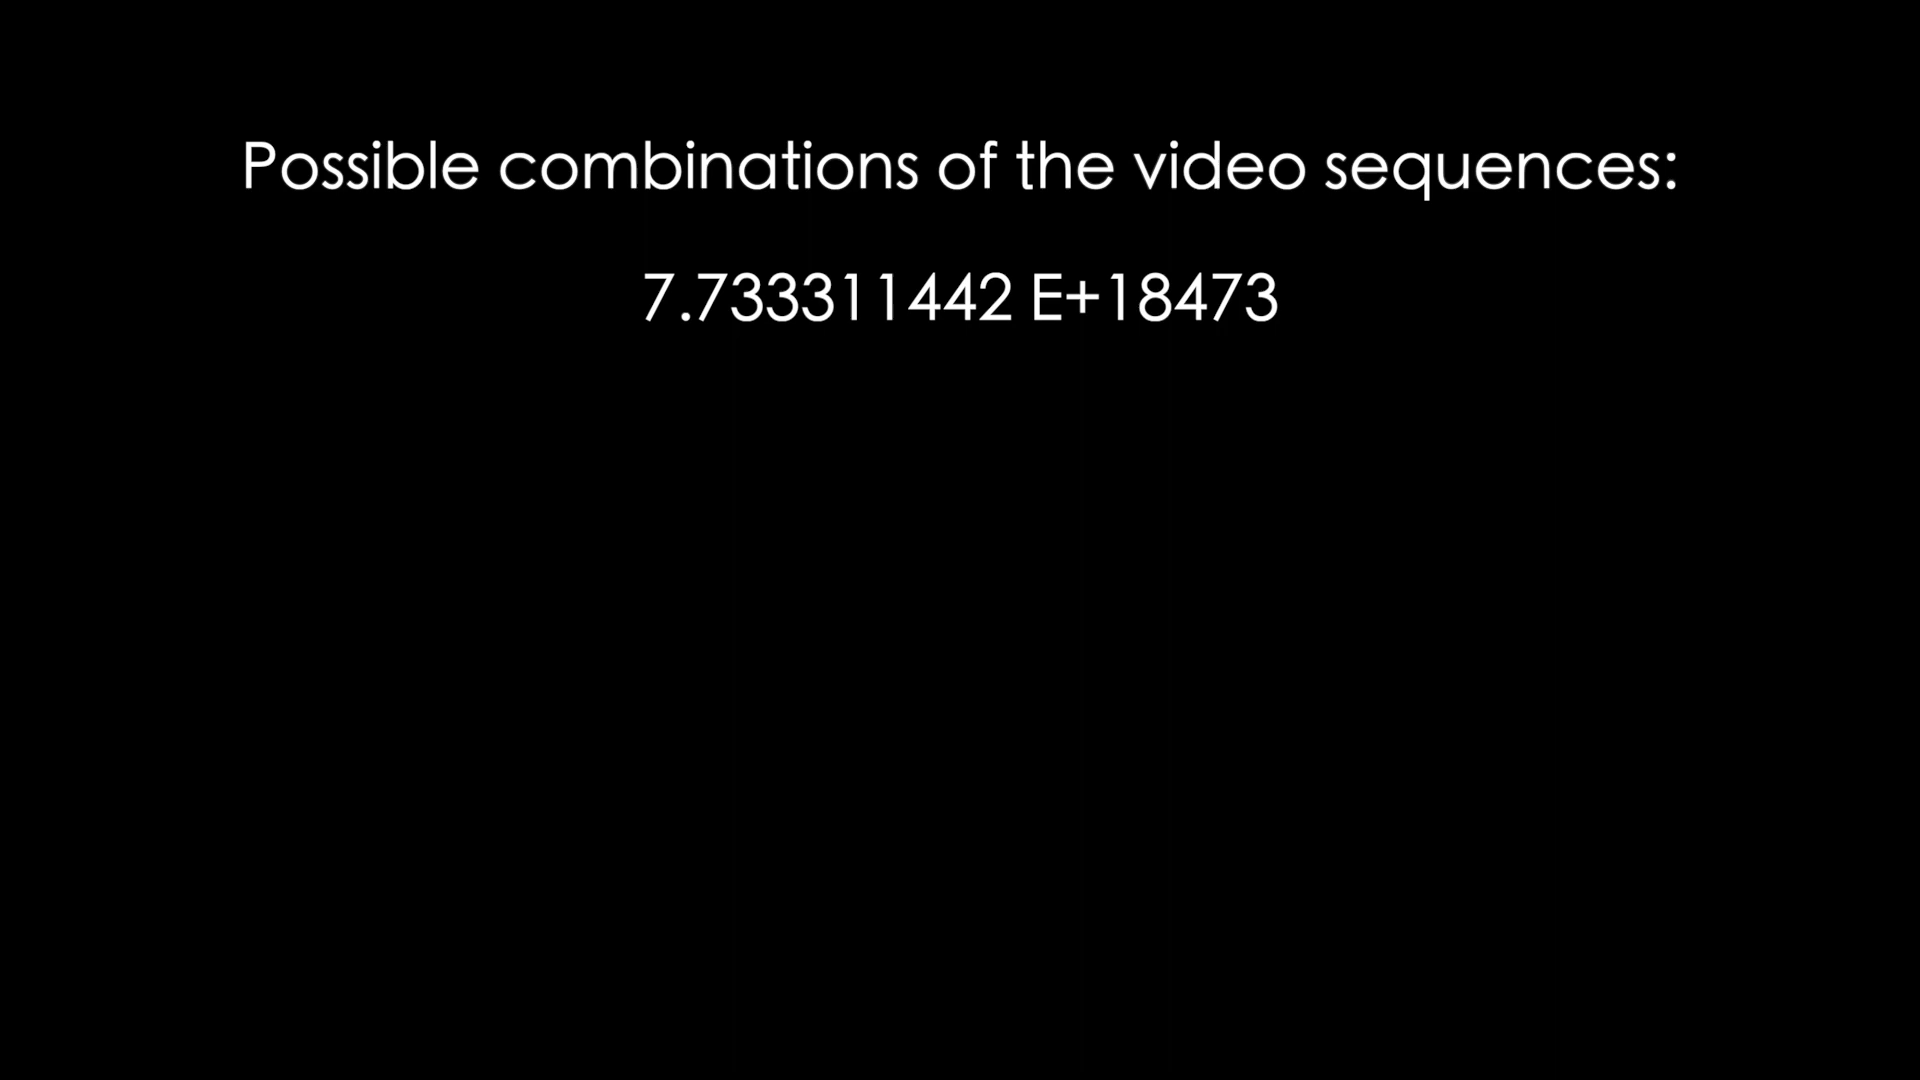 Possible combinations of the video sequences:
7.733311442 E+18473